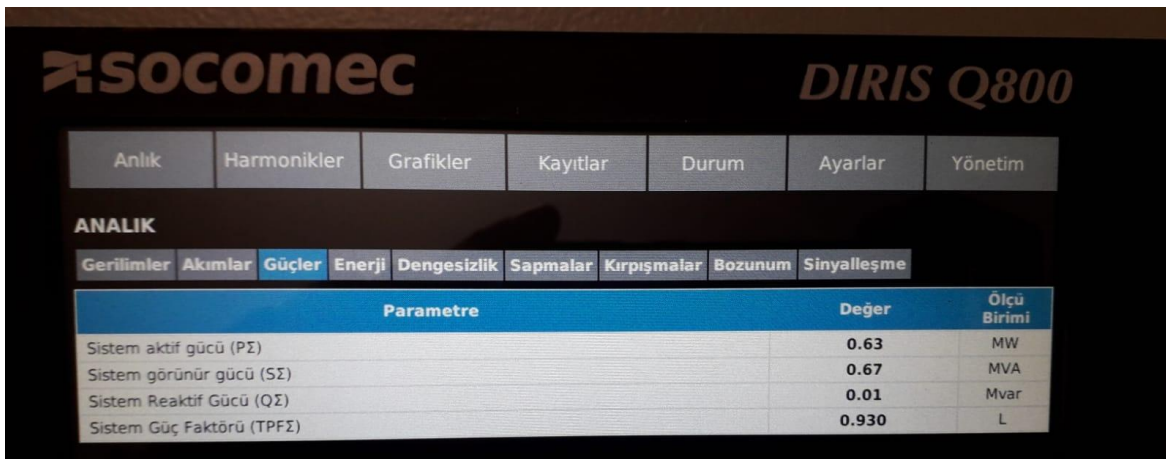 socomec
DIRIS Q800
Anlık Harmonikler Grafikler Kayıtlar Durum Ayarlar Yönetim
ANALIK
Gerilimler Akımlar Güçler Enerji Dengesizlik Sapmalar Kırpışmalar Bozunum Sinyalleşme
Parametre Değer Ölçü Birimi
Sistem aktif gücü (PΣ) 0.63 MW
Sistem görünür gücü (SΣ) 0.67 MVA
Sistem Reaktif Gücü (QΣ) 0.01 Mvar
Sistem Güç Faktörü (TPFΣ) 0.930 L